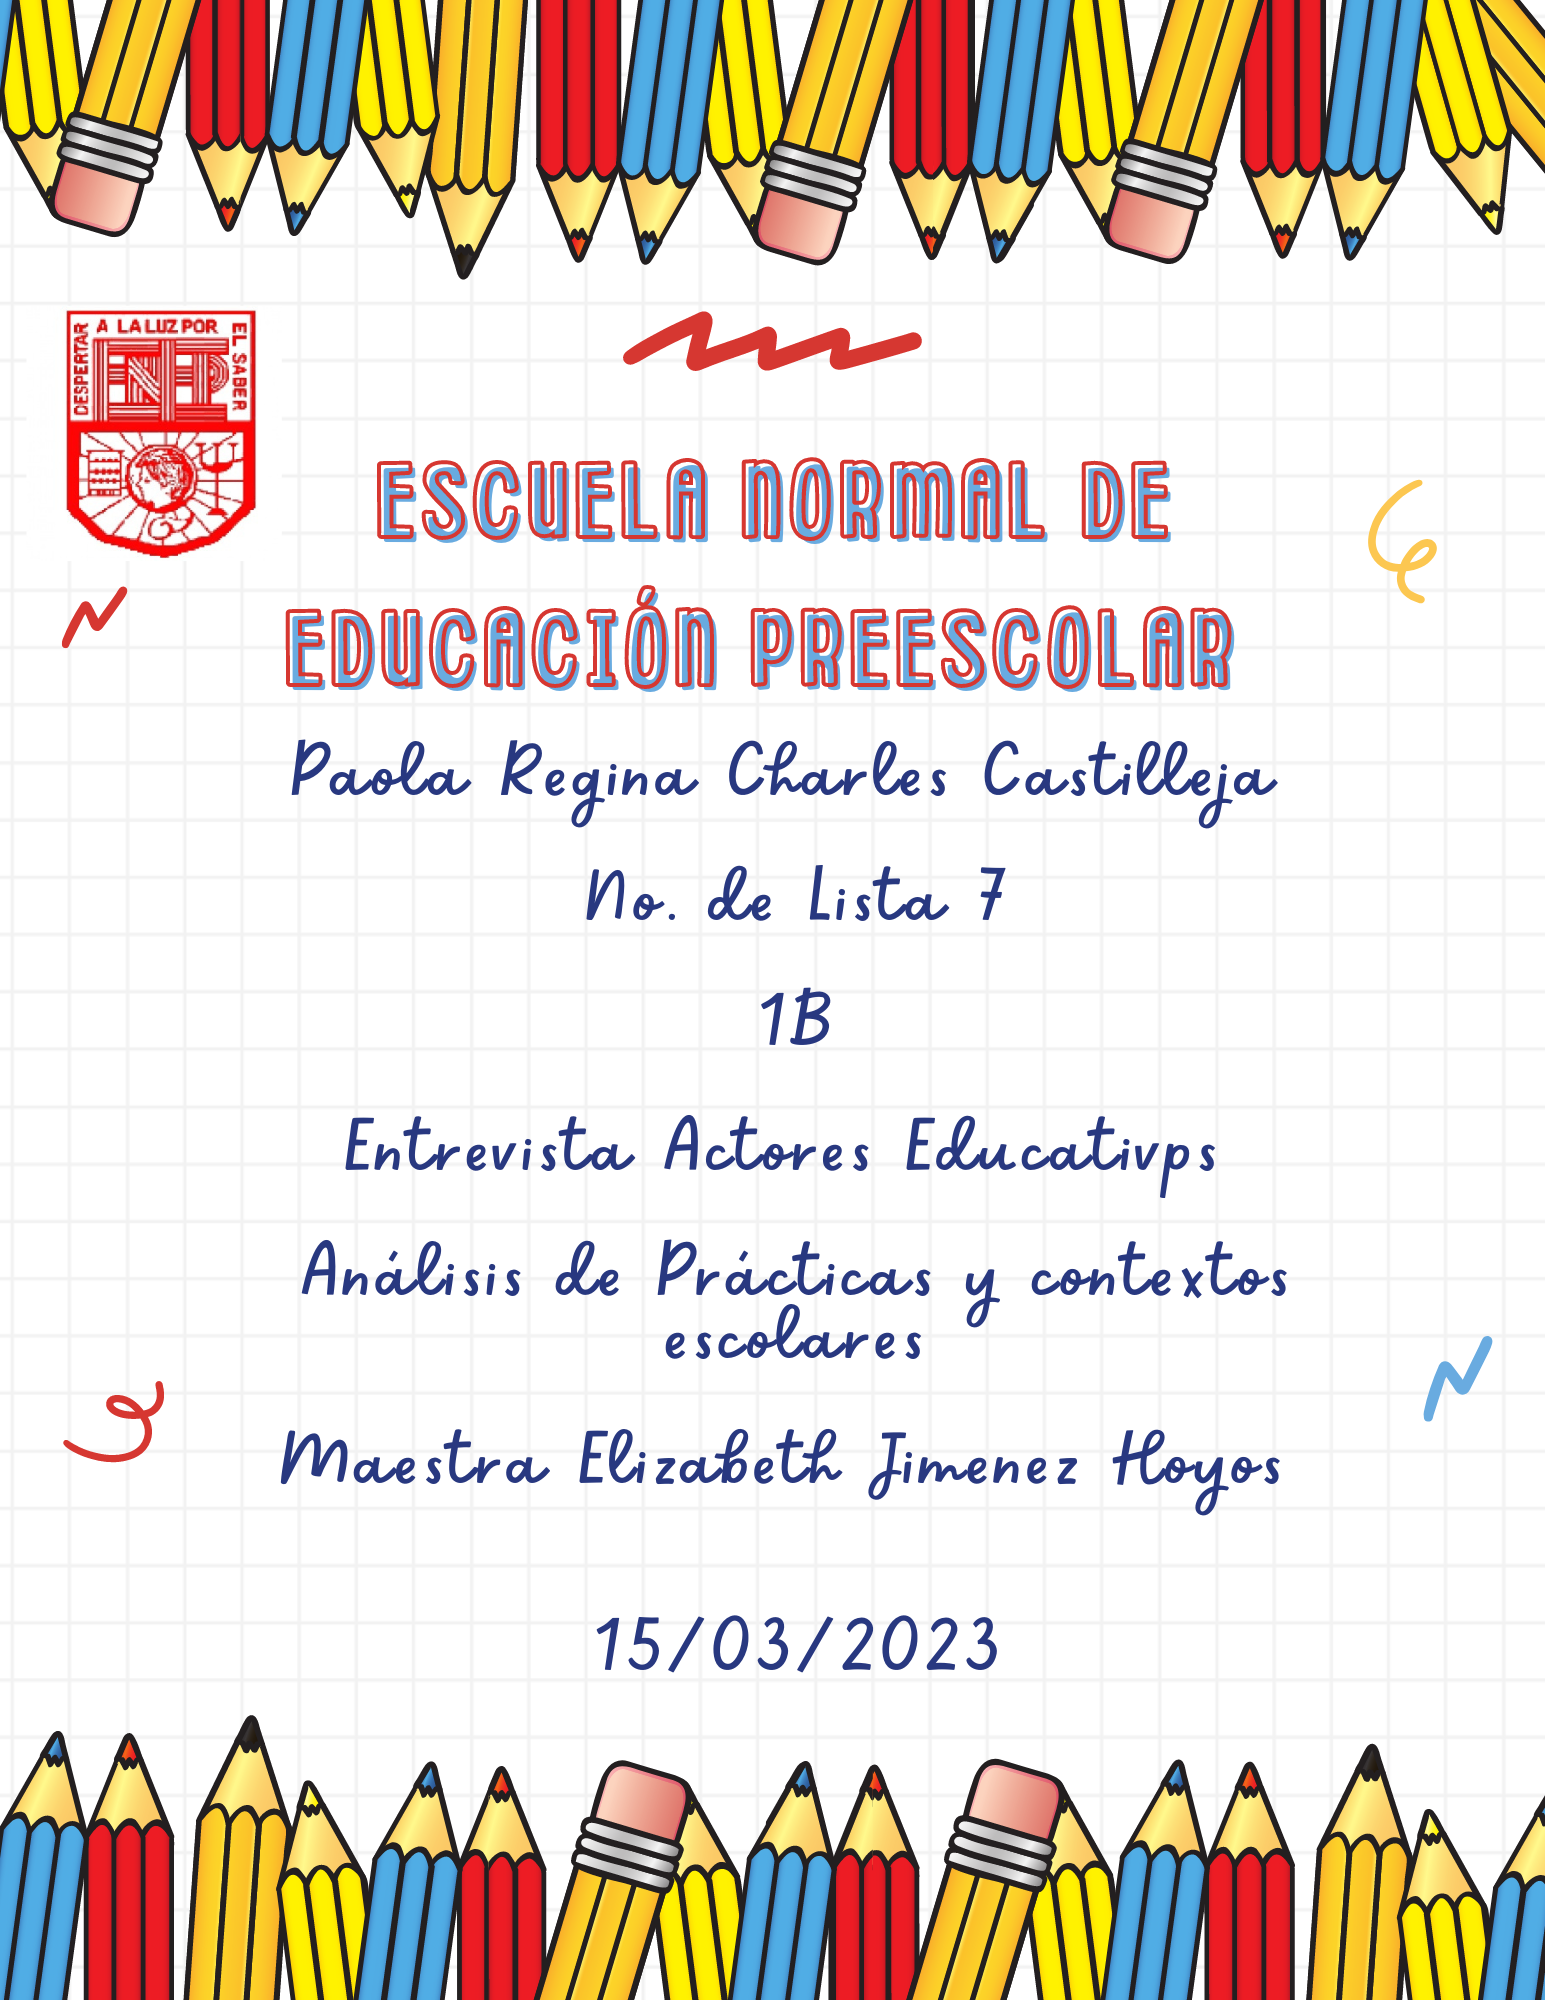 DESPERTAR A LA LUZ POR EL SABER
ENEP
ESCUELA NORMAL DE
EDUCACIÓN PREESCOLAR
Paola Regina Charles Castilleja
No. de Lista 7
1B
Entrevista Actores Educativps
Análisis de Prácticas y contextos
escolares
Maestra Elizabeth Jimenez Hoyos
15/03/2023